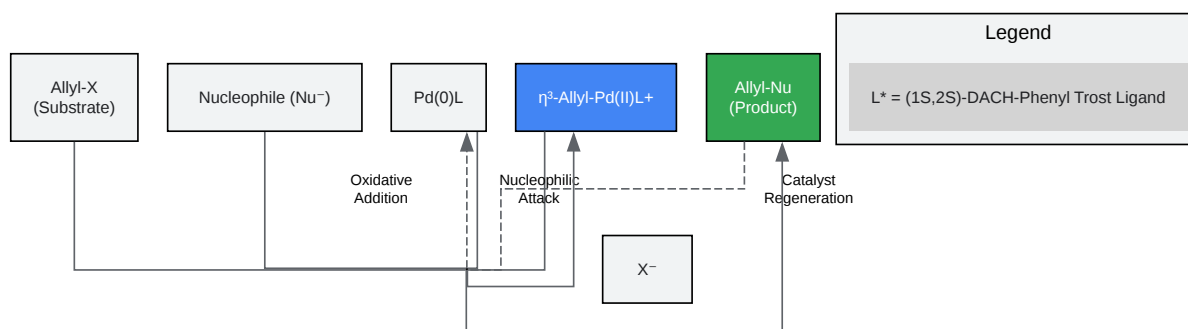 Legend
Allyl-X
(Substrate)
Nucleophile (Nu⁻)
Pd(0)L
η³-Allyl-Pd(II)L+
Allyl-Nu
(Product)
L* = (1S,2S)-DACH-Phenyl Trost Ligand
Oxidative
Addition
Nucleophilic
Attack
Catalyst
Regeneration
X⁻